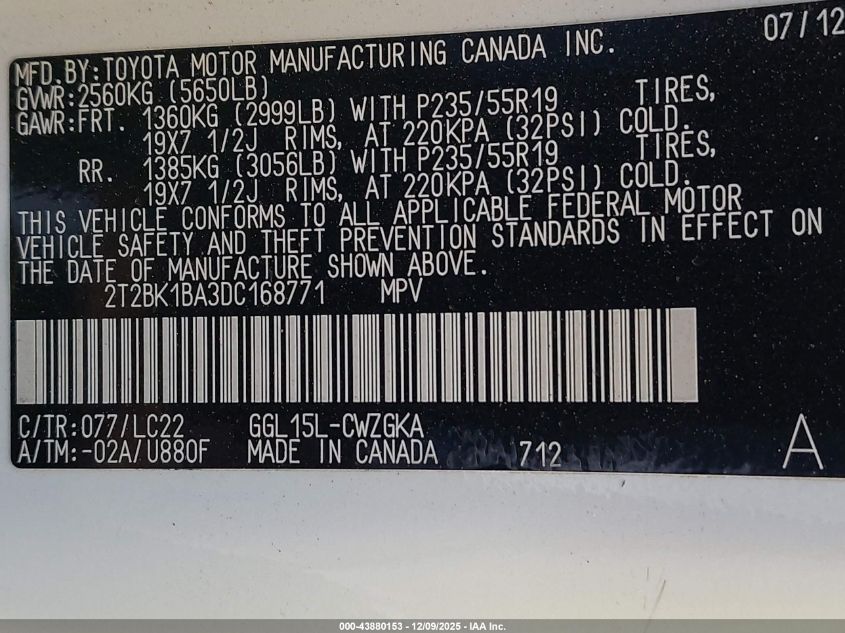 07/12
MFD.BY:TOYOTA MOTOR MANUFACTURING CANADA INC.
GVWR:2560KG (5650LB)
GAWR:FRT. 1360KG (2999LB) WITH P235/55R19 TIRES,
19X7 1/2J RIMS, AT 220KPA (32PSI) COLD.
RR. 1385KG (3056LB) WITH P235/55R19 TIRES,
19X7 1/2J RIMS, AT 220KPA (32PSI) COLD.
THIS VEHICLE CONFORMS TO ALL APPLICABLE FEDERAL MOTOR
VEHICLE SAFETY AND THEFT PREVENTION STANDARDS IN EFFECT ON
THE DATE OF MANUFACTURE SHOWN ABOVE.
2T2BK1BA3DC168771 MPV
C/TR:077/LC22 GGL15L-CWZGKA
A/TM:-02A/U880F MADE IN CANADA 712 A
000-43880153 - 12/09/2025 - IAA Inc.